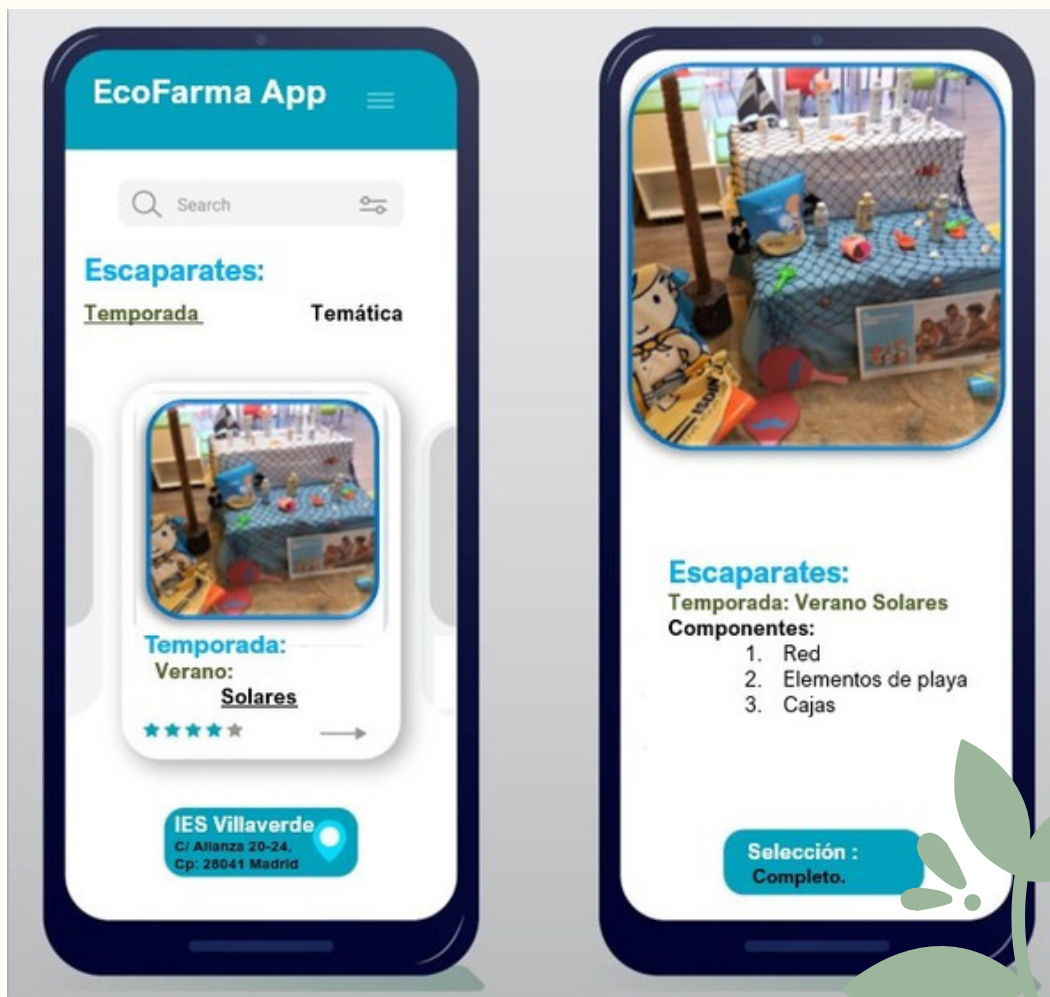 EcoFarma App
Search
Escaparates:
Temporada Temática
Temporada:
Verano:
Solares
IES Villaverde
C/ Alianza 20-24,
Cp: 28041 Madrid
ISDIN
Escaparates:
Temporada: Verano Solares
Componentes:
1. Red
2. Elementos de playa
3. Cajas
Selección :
Completo.